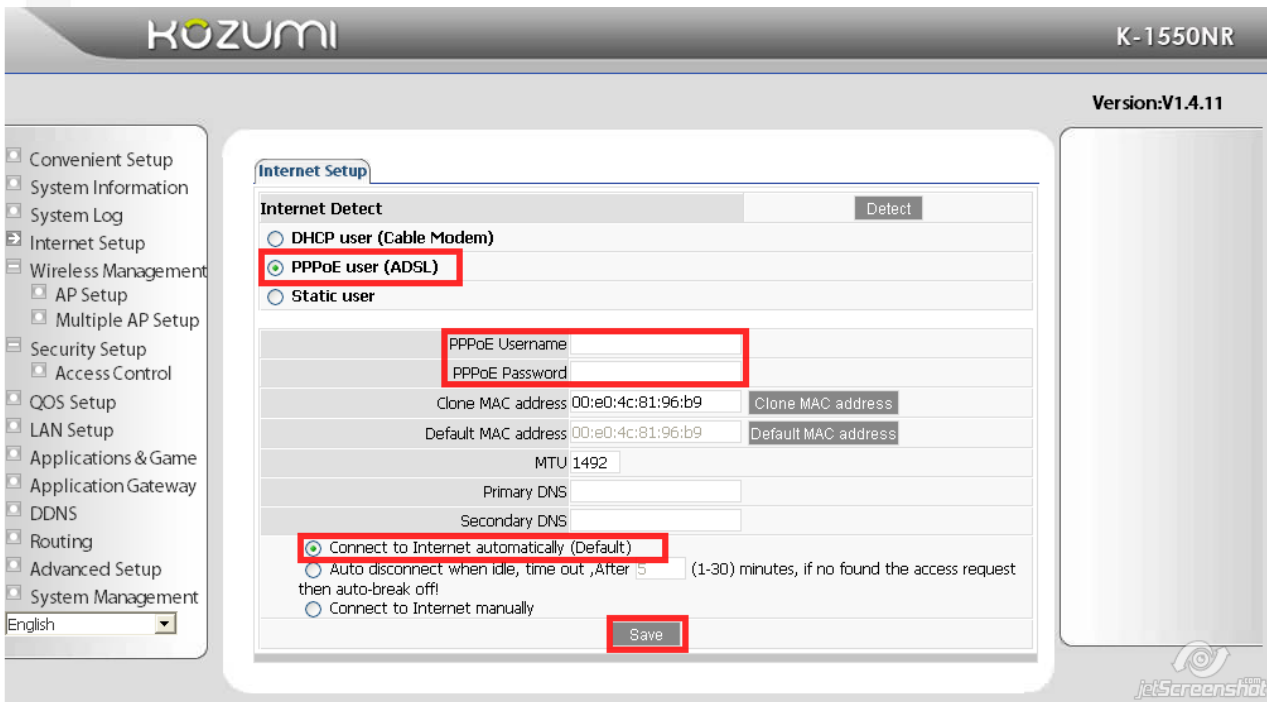 KOZUMI
K-1550NR
Version:V1.4.11
Convenient Setup
System Information
System Log
Internet Setup
Wireless Management
AP Setup
Multiple AP Setup
Security Setup
Access Control
QOS Setup
LAN Setup
Applications & Game
Application Gateway
DDNS
Routing
Advanced Setup
System Management
English
Internet Setup
Internet Detect Detect
DHCP user (Cable Modem)
PPPoE user (ADSL)
Static user
PPPoE Username
PPPoE Password
Clone MAC address 00:e0:4c:81:96:b9 Clone MAC address
Default MAC address 00:e0:4c:81:96:b9 Default MAC address
MTU 1492
Primary DNS
Secondary DNS
Connect to Internet automatically (Default)
Auto disconnect when idle, time out ,After 5 (1-30) minutes, if no found the access request
then auto-break off!
Connect to Internet manually
Save
jetScreenshot.com